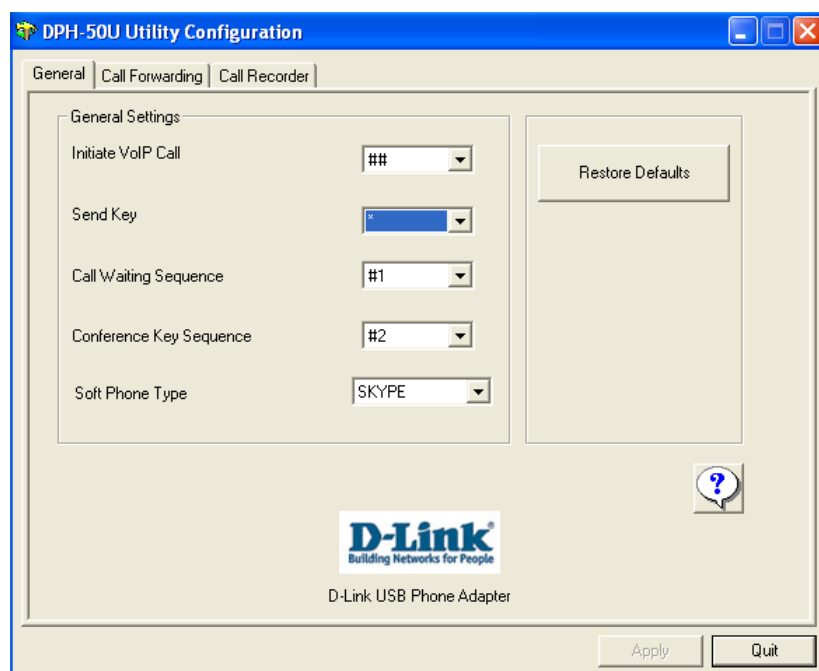 DPH-50U Utility Configuration
General Call Forwarding Call Recorder
General Settings
Initiate VoIP Call ##
Send Key *
Call Waiting Sequence #1
Conference Key Sequence #2
Soft Phone Type SKYPE
Restore Defaults
?
D-Link®
Building Networks for People
D-Link USB Phone Adapter
Apply Quit